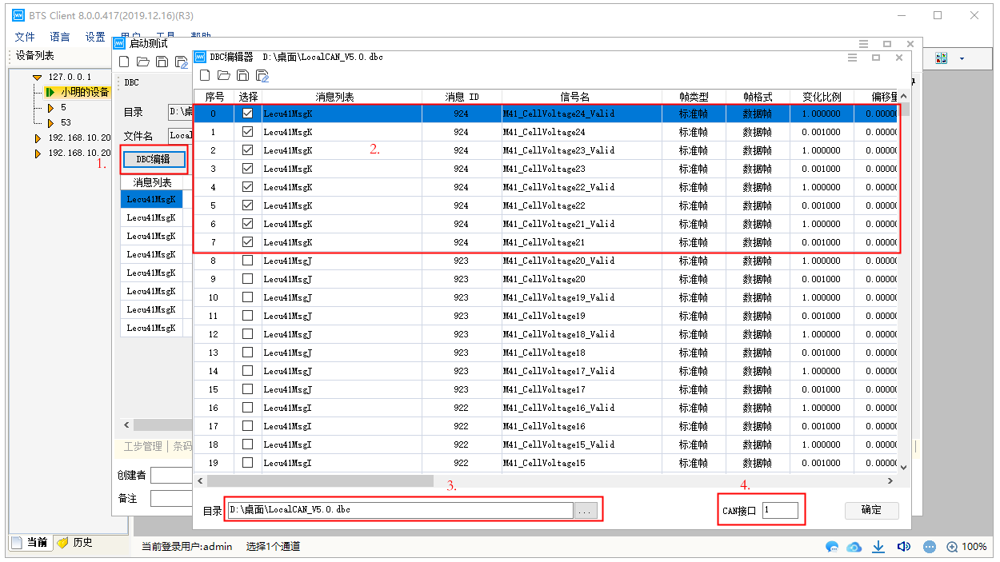 BTS Client 8.0.0.417(2019.12.16)(R3)
文件 语言 设置 用户 工具 帮助
设备列表
127.0.0.1
小明的设备
5
53
192.168.10.20
192.168.10.20
启动测试
DBC
目录 D:\桌
文件名 Local
1.
DBC编辑
消息列表
Lecu41MsgK
Lecu41MsgK
Lecu41MsgK
Lecu41MsgK
Lecu41MsgK
Lecu41MsgK
Lecu41MsgK
Lecu41MsgK
工步管理 条码
创建者
备注
DBC编辑器 D:\桌面\LocalCAN_V5.0.dbc
序号 选择 消息列表 消息 ID 信号名 帧类型 帧格式 变化比例 偏移量
0 Lecu41MsgK 924 M41_CellVoltage24_Valid 标准帧 数据帧 1.000000 0.00000
1 Lecu41MsgK 924 M41_CellVoltage24 标准帧 数据帧 0.001000 0.00000
2 Lecu41MsgK 924 M41_CellVoltage23_Valid 标准帧 数据帧 1.000000 0.00000
2.
3 Lecu41MsgK 924 M41_CellVoltage23 标准帧 数据帧 0.001000 0.00000
4 Lecu41MsgK 924 M41_CellVoltage22_Valid 标准帧 数据帧 1.000000 0.00000
5 Lecu41MsgK 924 M41_CellVoltage22 标准帧 数据帧 0.001000 0.00000
6 Lecu41MsgK 924 M41_CellVoltage21_Valid 标准帧 数据帧 1.000000 0.00000
7 Lecu41MsgK 924 M41_CellVoltage21 标准帧 数据帧 0.001000 0.00000
8 Lecu41MsgJ 923 M41_CellVoltage20_Valid 标准帧 数据帧 1.000000 0.00000
9 Lecu41MsgJ 923 M41_CellVoltage20 标准帧 数据帧 0.001000 0.00000
10 Lecu41MsgJ 923 M41_CellVoltage19_Valid 标准帧 数据帧 1.000000 0.00000
11 Lecu41MsgJ 923 M41_CellVoltage19 标准帧 数据帧 0.001000 0.00000
12 Lecu41MsgJ 923 M41_CellVoltage18_Valid 标准帧 数据帧 1.000000 0.00000
13 Lecu41MsgJ 923 M41_CellVoltage18 标准帧 数据帧 0.001000 0.00000
14 Lecu41MsgJ 923 M41_CellVoltage17_Valid 标准帧 数据帧 1.000000 0.00000
15 Lecu41MsgJ 923 M41_CellVoltage17 标准帧 数据帧 0.001000 0.00000
16 Lecu41MsgI 922 M41_CellVoltage16_Valid 标准帧 数据帧 1.000000 0.00000
17 Lecu41MsgI 922 M41_CellVoltage16 标准帧 数据帧 0.001000 0.00000
18 Lecu41MsgI 922 M41_CellVoltage15_Valid 标准帧 数据帧 1.000000 0.00000
19 Lecu41MsgI 922 M41_CellVoltage15 标准帧 数据帧 0.001000 0.00000
3. 4.
目录 D:\桌面\LocalCAN_V5.0.dbc ... CAN接口 1 确定
当前 历史 当前登录用户:admin 选择1个通道 100%